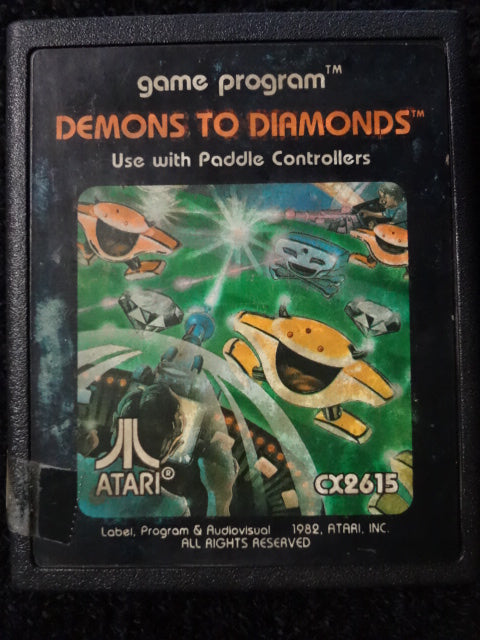 game program™
DEMONS TO DIAMONDS™
Use with Paddle Controllers
ATARI®
CX2615
Label, Program & Audiovisual 1982, ATARI, INC.
ALL RIGHTS RESERVED